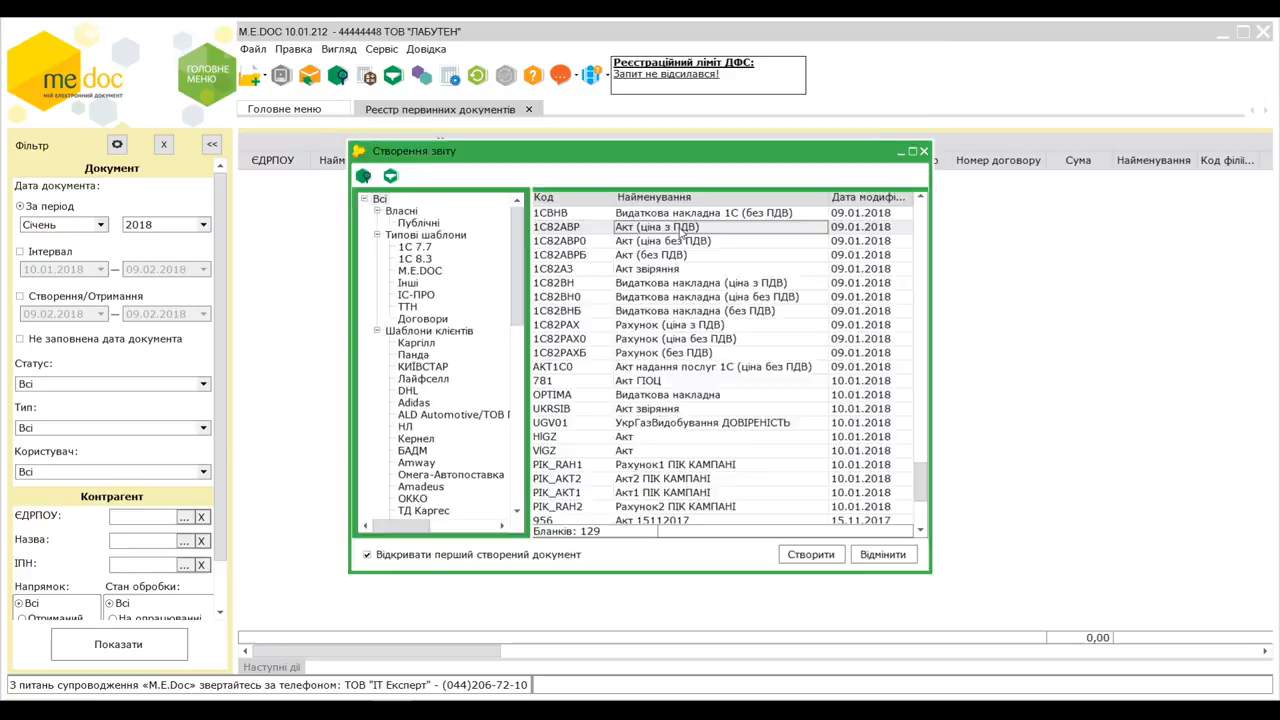 M.E.DOC 10.01.212 - 44444448 ТОВ "ЛАБУТЕН"
Файл Правка Вигляд Сервіс Довідка
me doc
МІЙ ЕЛЕКТРОННИЙ ДОКУМЕНТ
ГОЛОВНЕ МЕНЮ
Реєстраційний ліміт ДФС:
Запит не відсилався!
Головне меню
Реєстр первинних документів
Фільтр
X
<<
Документ
Дата документа:
За період
Січень 2018
Інтервал
10.01.2018 — 09.02.2018
Створення/Отримання
09.02.2018 — 09.02.2018
Не заповнена дата документа
Статус:
Всі
Тип:
Всі
Користувач:
Всі
Контрагент
ЄДРПОУ: ... X
Назва: ... X
ІПН: ... X
Напрямок: Стан обробки:
Всі Всі
Отриманий На опрацюванні
Показати
ЄДРПОУ Найм Номер договору Сума Найменування Код філії...
Створення звіту
Всі
Власні
Публічні
Типові шаблони
1С 7.7
1С 8.3
M.E.DOC
Інші
ІС-ПРО
ТТН
Договори
Шаблони клієнтів
Каргілл
Панда
КИЇВСТАР
Лайфселл
DHL
Adidas
ALD Automotive/ТОВ
НЛ
Кернел
БАДМ
Amway
Омега-Автопоставка
Amadeus
ОККО
ТД Каргес
Код Найменування Дата модифі...
1СВНВ Видаткова накладна 1С (без ПДВ) 09.01.2018
1С82АВР Акт (ціна з ПДВ) 09.01.2018
1С82АВР0 Акт (ціна без ПДВ) 09.01.2018
1С82АВРБ Акт (без ПДВ) 09.01.2018
1С82АЗ Акт звіряння 09.01.2018
1С82ВН Видаткова накладна (ціна з ПДВ) 09.01.2018
1С82ВН0 Видаткова накладна (ціна без ПДВ) 09.01.2018
1С82ВНБ Видаткова накладна (без ПДВ) 09.01.2018
1С82РАХ Рахунок (ціна з ПДВ) 09.01.2018
1С82РАХ0 Рахунок (ціна без ПДВ) 09.01.2018
1С82РАХБ Рахунок (без ПДВ) 09.01.2018
АКТ1С0 Акт надання послуг 1С (ціна без ПДВ) 09.01.2018
781 Акт ГІОЦ 10.01.2018
OPTIMA Видаткова накладна 10.01.2018
UKRSIB Акт звіряння 10.01.2018
UGV01 УкрГазВидобування ДОВІРЕНІСТЬ 10.01.2018
HlGZ Акт 10.01.2018
VlGZ Акт 10.01.2018
PIK_RAH1 Рахунок1 ПІК КАМПАНІ 10.01.2018
PIK_AKT2 Акт2 ПІК КАМПАНІ 10.01.2018
PIK_AKT1 Акт1 ПІК КАМПАНІ 10.01.2018
PIK_RAH2 Рахунок2 ПІК КАМПАНІ 10.01.2018
956 Акт 15112017 15.11.2017
Бланків: 129
Відкривати перший створений документ
Створити Відмінити
0,00
Наступні дії
З питань супроводження «M.E.Doc» звертайтесь за телефоном: ТОВ "ІТ Експерт" - (044)206-72-10